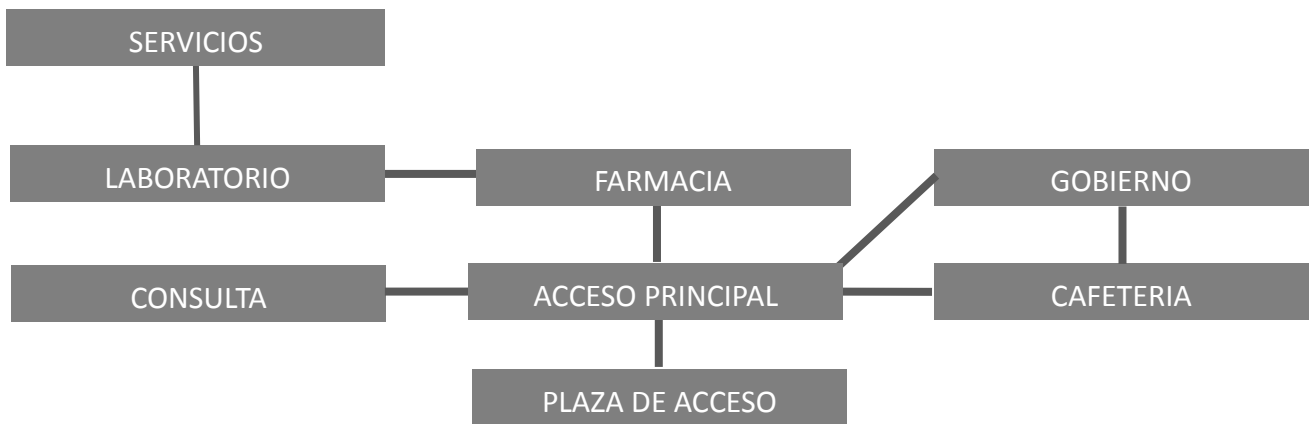 SERVICIOS
LABORATORIO
FARMACIA
GOBIERNO
CONSULTA
ACCESO PRINCIPAL
CAFETERIA
PLAZA DE ACCESO